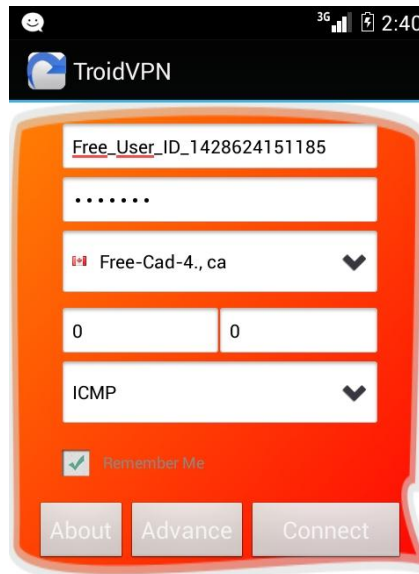 3G 2:40
TroidVPN
Free_User_ID_1428624151185
•••••••
Free-Cad-4., ca
0 0
ICMP
Remember Me
About Advance Connect